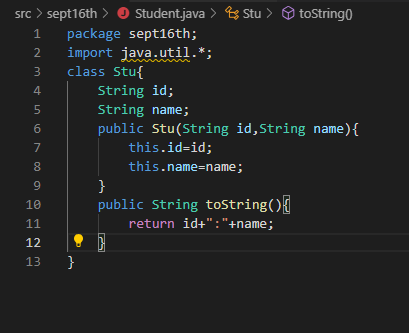 src > sept16th > J Student.java > Stu > toString()
1 package sept16th;
2 import java.util.*;
3 class Stu{
4 String id;
5 String name;
6 public Stu(String id,String name){
7 this.id=id;
8 this.name=name;
9 }
10 public String toString(){
11 return id+":"+name;
12 }
13 }